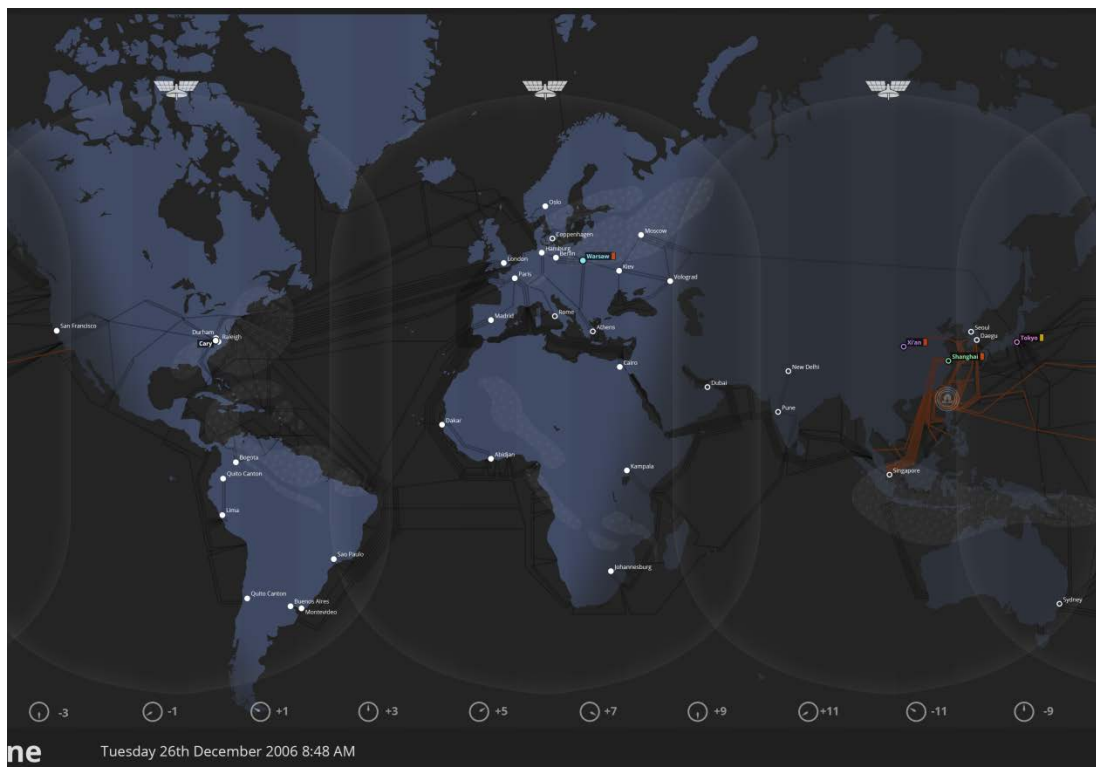 Oslo
Coppenhagen
Moscow
Hamburg
Berlin
Warsaw
London
Kiev
Paris
Volograd
Madrid
Rome
Athens
San Francisco
Durham
Raleigh
Cary
Seoul
Daegu
Xi'an
Tokyo
Shanghai
Cairo
New Delhi
Dubai
Pune
Dakar
Abidjan
Bogota
Kampala
Quito Canton
Singapore
Lima
Sao Paulo
Johannesburg
Quito Canton
Buenos Aires
Montevideo
Sydney
-3 -1 +1 +3 +5 +7 +9 +11 -11 -9
ne Tuesday 26th December 2006 8:48 AM